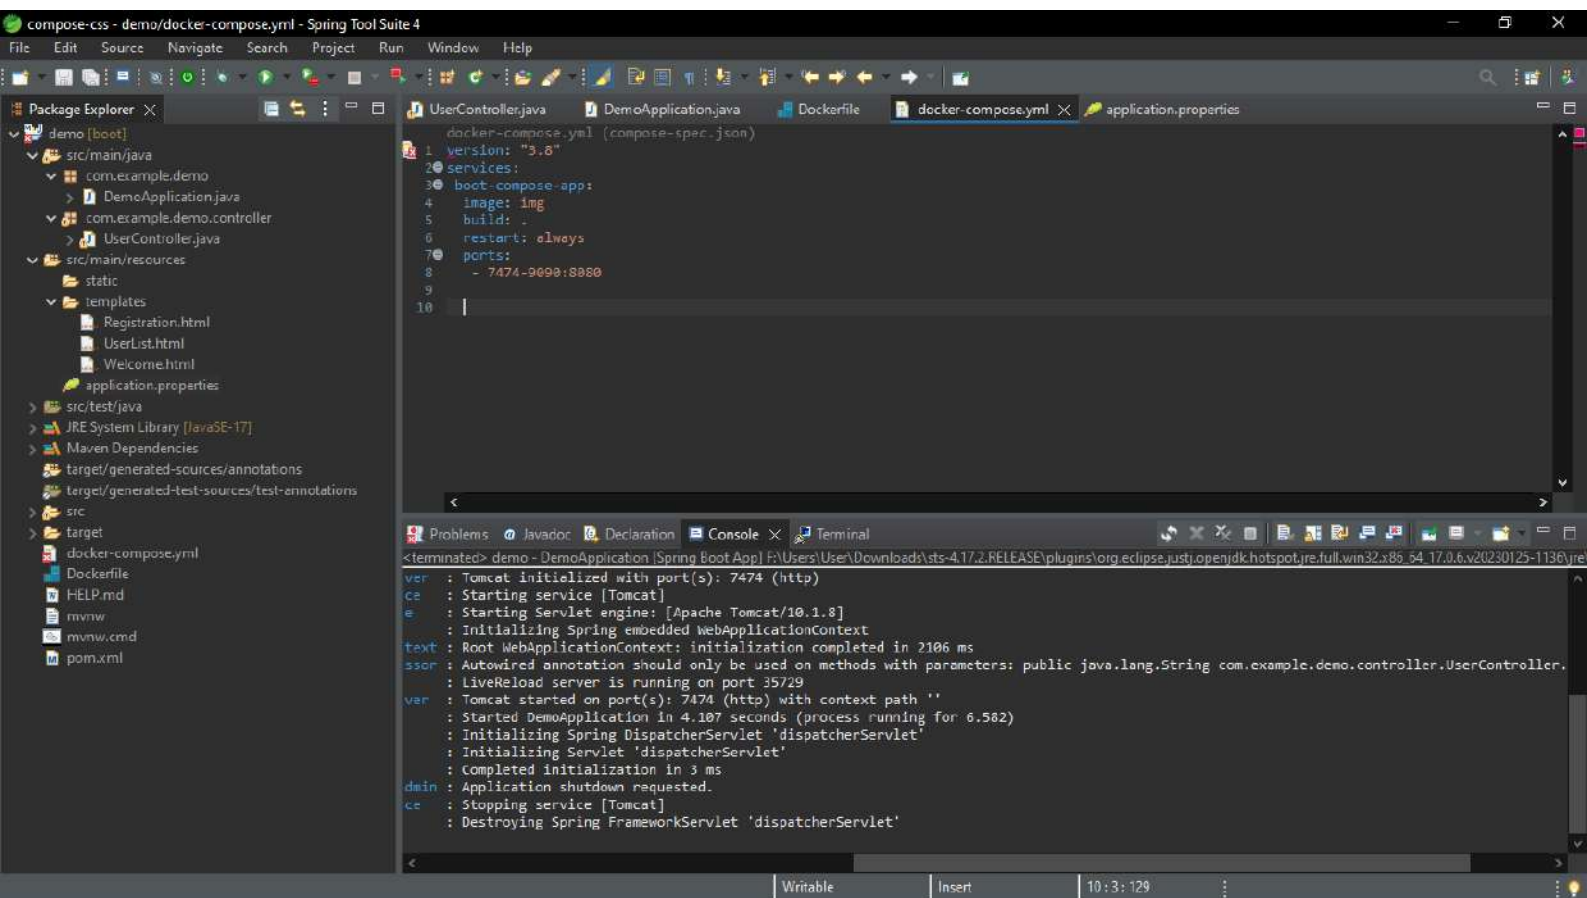 compose-css - demo/docker-compose.yml - Spring Tool Suite 4
File Edit Source Navigate Search Project Run Window Help
Package Explorer
UserController.java DemoApplication.java Dockerfile docker-compose.yml application.properties
demo [boot]
src/main/java
com.example.demo
DemoApplication.java
com.example.demo.controller
UserController.java
src/main/resources
static
templates
Registration.html
UserList.html
Welcome.html
application.properties
src/test/java
JRE System Library [JavaSE-17]
Maven Dependencies
target/generated-sources/annotations
target/generated-test-sources/test-annotations
src
target
docker-compose.yml
Dockerfile
HELP.md
mvnw
mvnw.cmd
pom.xml
docker-compose.yml (compose-spec.json)
1 version: "3.8"
2 services:
3 boot-compose-app:
4 image: img
5 build: .
6 restart: always
7 ports:
8 - 7474-9090:8080
9
10
Problems Javadoc Declaration Console Terminal
<terminated> demo - DemoApplication [Spring Boot App] F:\Users\User\Downloads\sts-4.17.2.RELEASE\plugins\org.eclipse.justj.openjdk.hotspot.jre.full.win32.x86_64_17.0.6.v20230125-1136\jre
ver : Tomcat initialized with port(s): 7474 (http)
ce : Starting service [Tomcat]
e : Starting Servlet engine: [Apache Tomcat/10.1.8]
: Initializing Spring embedded WebApplicationContext
text : Root WebApplicationContext: initialization completed in 2106 ms
ssor : Autowired annotation should only be used on methods with parameters: public java.lang.String com.example.demo.controller.UserController.
: LiveReload server is running on port 35729
ver : Tomcat started on port(s): 7474 (http) with context path ''
: Started DemoApplication in 4.107 seconds (process running for 6.582)
: Initializing Spring DispatcherServlet 'dispatcherServlet'
: Initializing Servlet 'dispatcherServlet'
: Completed initialization in 3 ms
dmin : Application shutdown requested.
ce : Stopping service [Tomcat]
: Destroying Spring FrameworkServlet 'dispatcherServlet'
Writable Insert 10 : 3 : 129